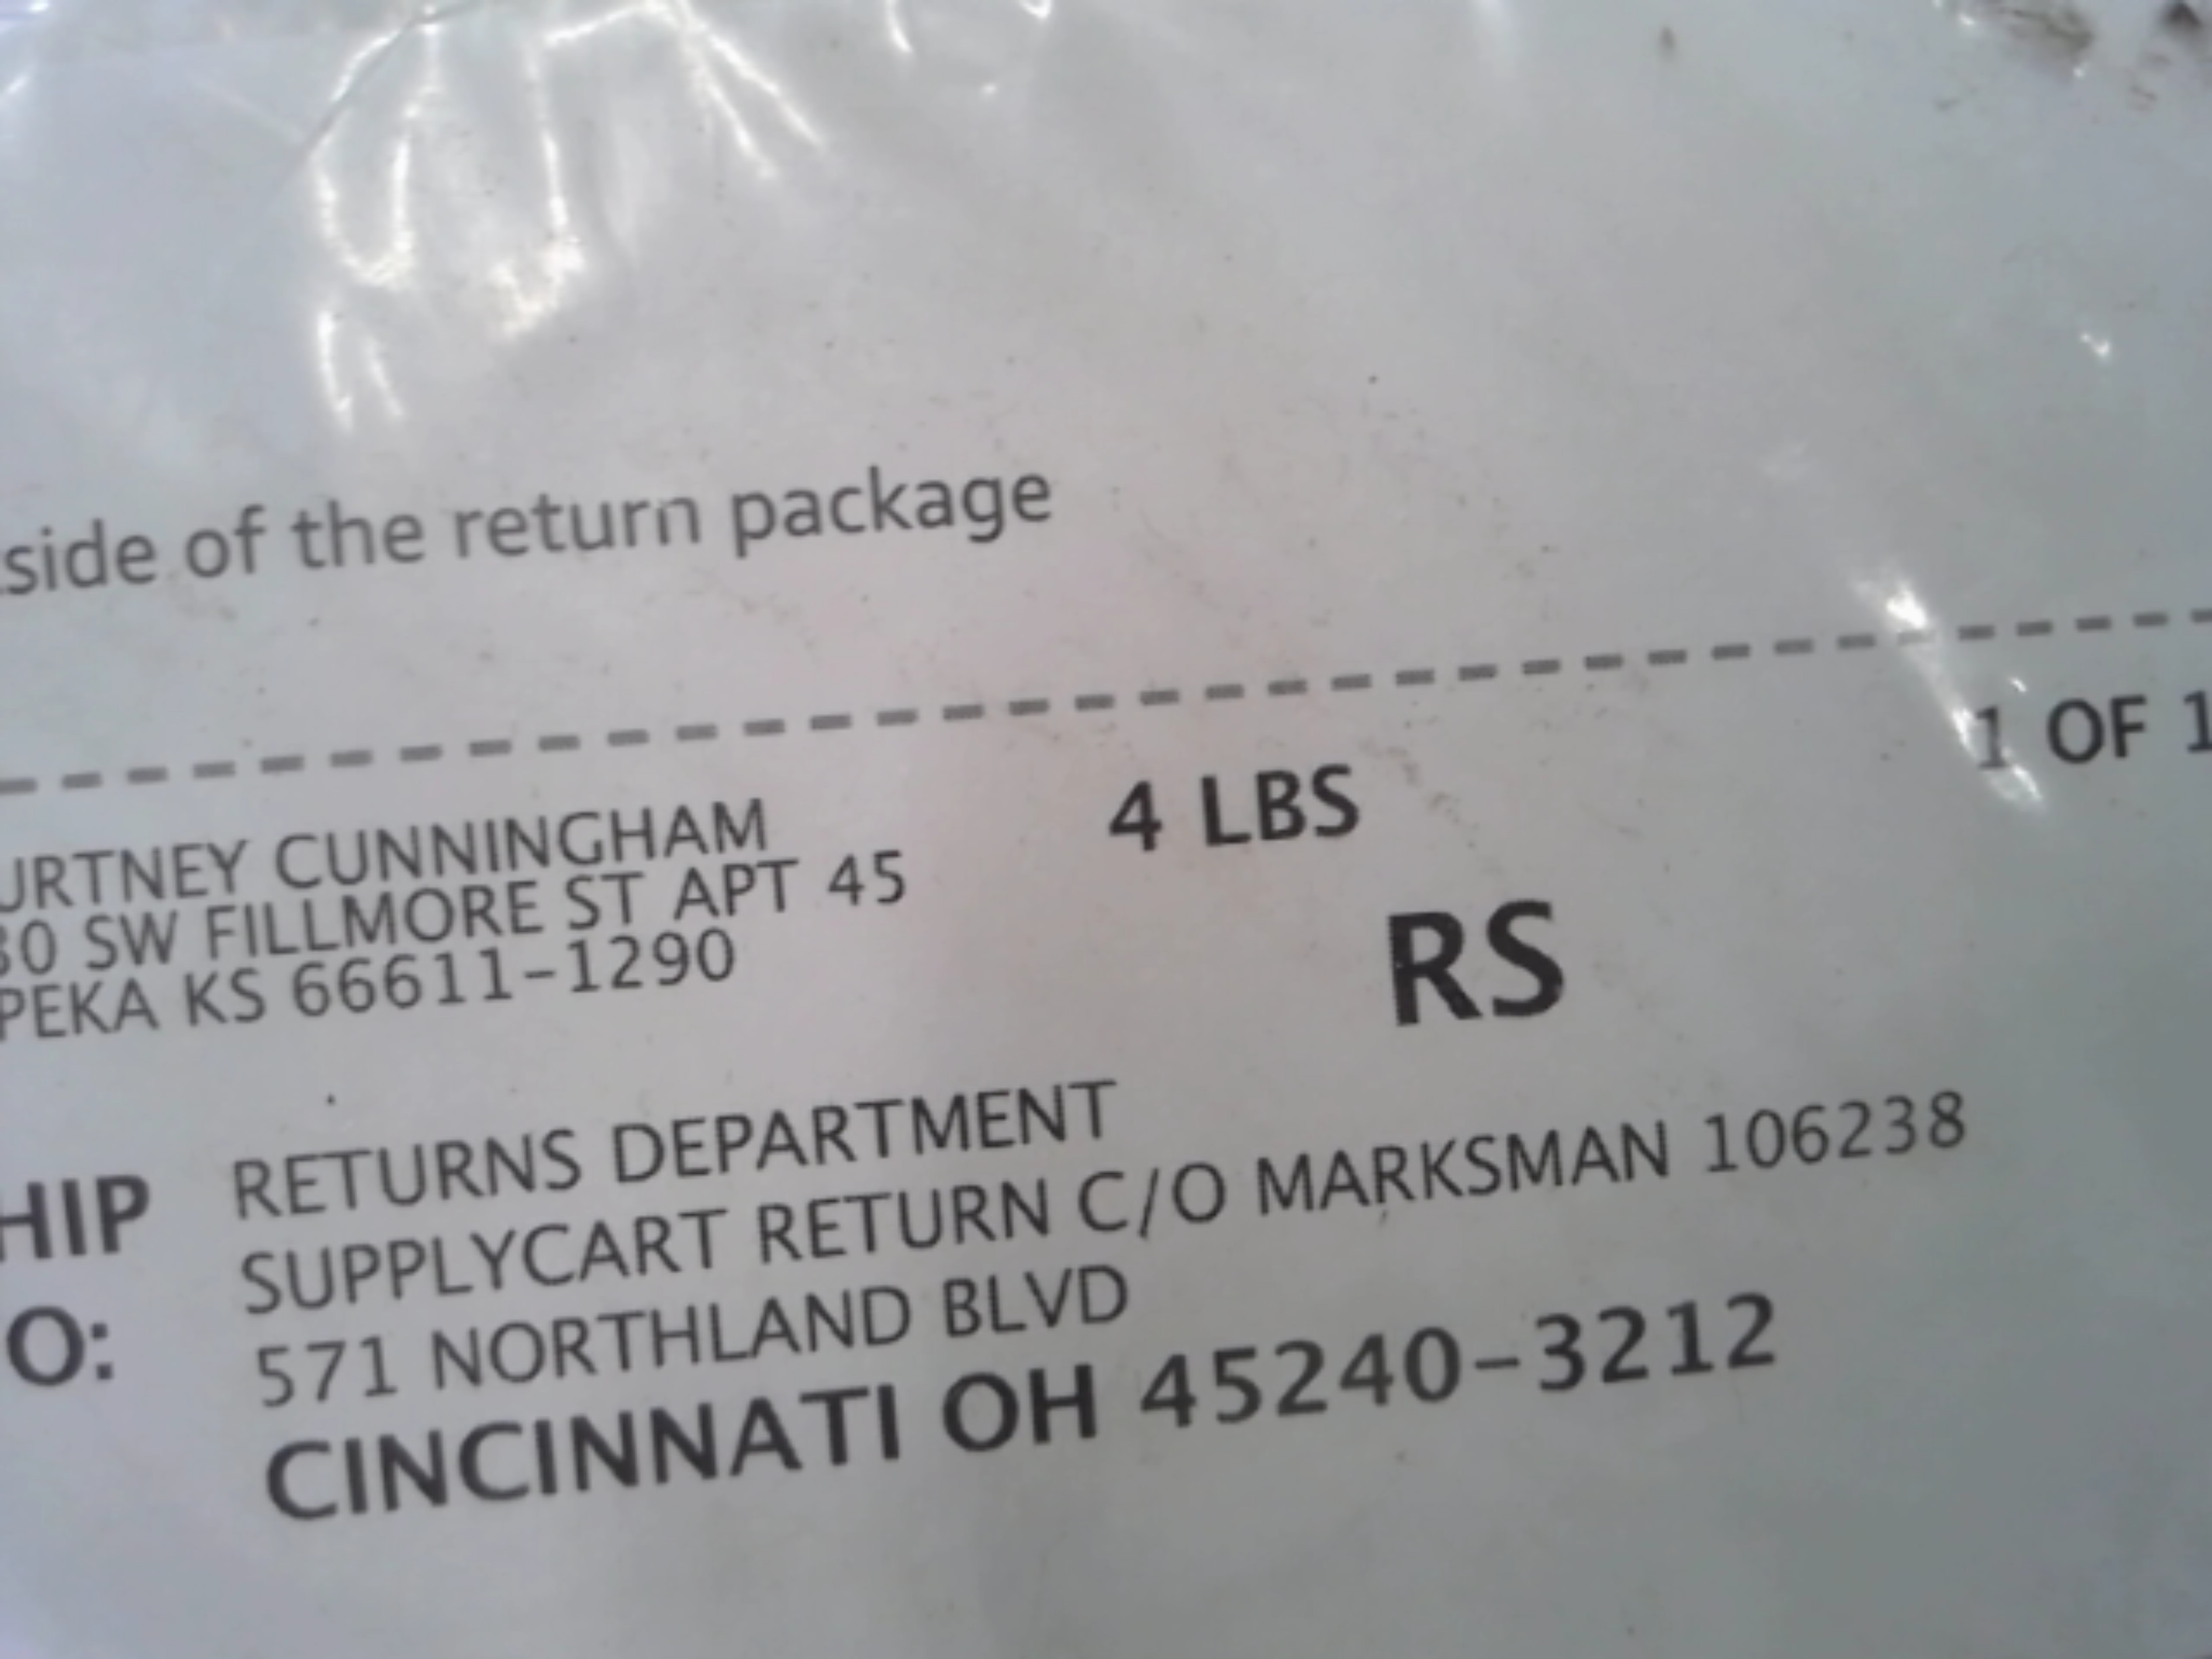 side of the return package
1 OF 1
4 LBS
URTNEY CUNNINGHAM
30 SW FILLMORE ST APT 45
PEKA KS 66611-1290
RS
HIP
O:
RETURNS DEPARTMENT
SUPPLYCART RETURN C/O MARKSMAN 106238
571 NORTHLAND BLVD
CINCINNATI OH 45240-3212